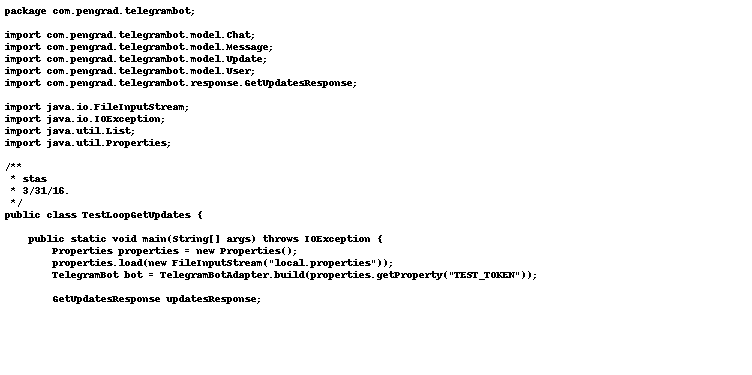 package com.pengrad.telegrambot;

import com.pengrad.telegrambot.model.Chat;
import com.pengrad.telegrambot.model.Message;
import com.pengrad.telegrambot.model.Update;
import com.pengrad.telegrambot.model.User;
import com.pengrad.telegrambot.response.GetUpdatesResponse;

import java.io.FileInputStream;
import java.io.IOException;
import java.util.List;
import java.util.Properties;

/**
 * stas
 * 3/31/16.
 */
public class TestLoopGetUpdates {

    public static void main(String[] args) throws IOException {
        Properties properties = new Properties();
        properties.load(new FileInputStream("local.properties"));
        TelegramBot bot = TelegramBotAdapter.build(properties.getProperty("TEST_TOKEN"));

        GetUpdatesResponse updatesResponse;